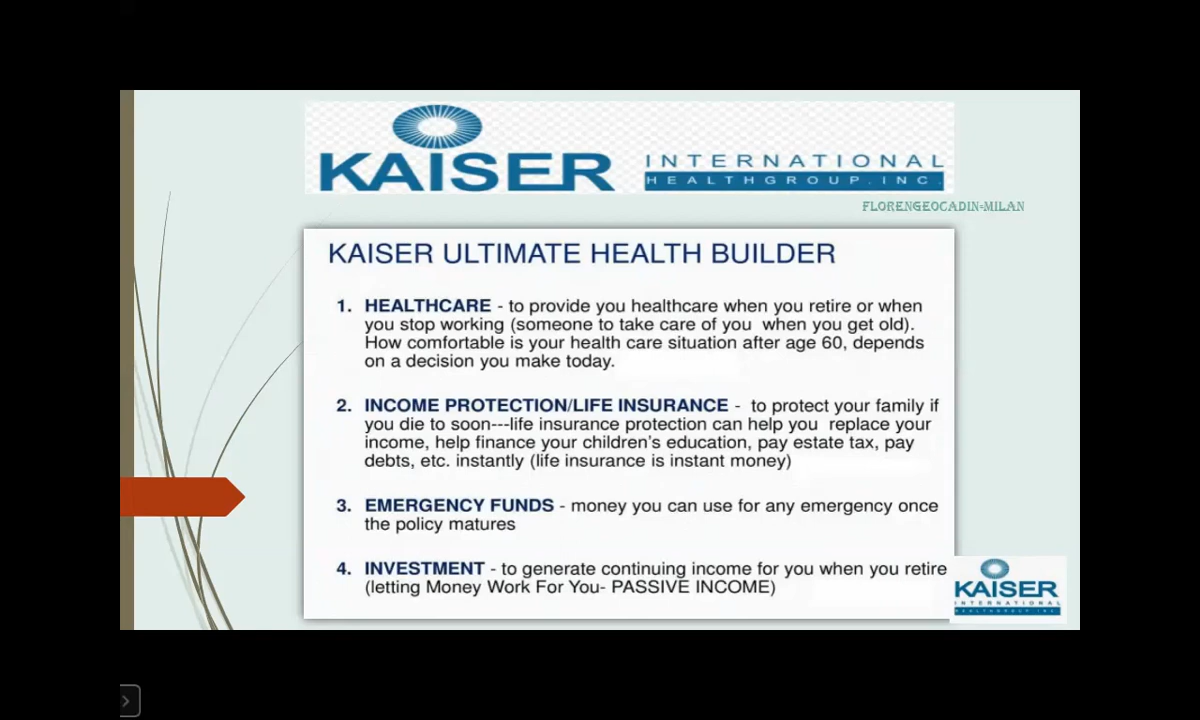 KAISER INTERNATIONAL
HEALTHGROUP.INC.
FLORENGEOCADIN-MILAN
KAISER ULTIMATE HEALTH BUILDER
1. HEALTHCARE - to provide you healthcare when you retire or when
you stop working (someone to take care of you when you get old).
How comfortable is your health care situation after age 60, depends
on a decision you make today.
2. INCOME PROTECTION/LIFE INSURANCE - to protect your family if
you die to soon---life insurance protection can help you replace your
income, help finance your children's education, pay estate tax, pay
debts, etc. instantly (life insurance is instant money)
3. EMERGENCY FUNDS - money you can use for any emergency once
the policy matures
4. INVESTMENT - to generate continuing income for you when you retire
(letting Money Work For You- PASSIVE INCOME)
KAISER
INTERNATIONAL
HEALTHGROUP.INC.